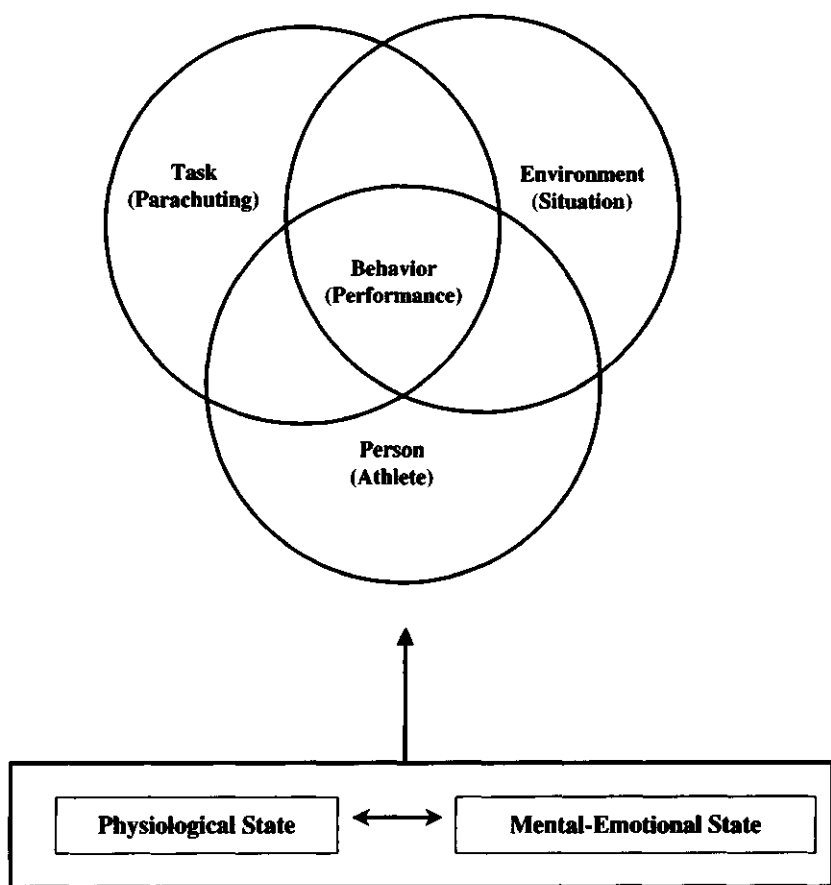 Task
(Parachuting)
Environment
(Situation)
Behavior
(Performance)
Person
(Athlete)
Physiological State
Mental-Emotional State